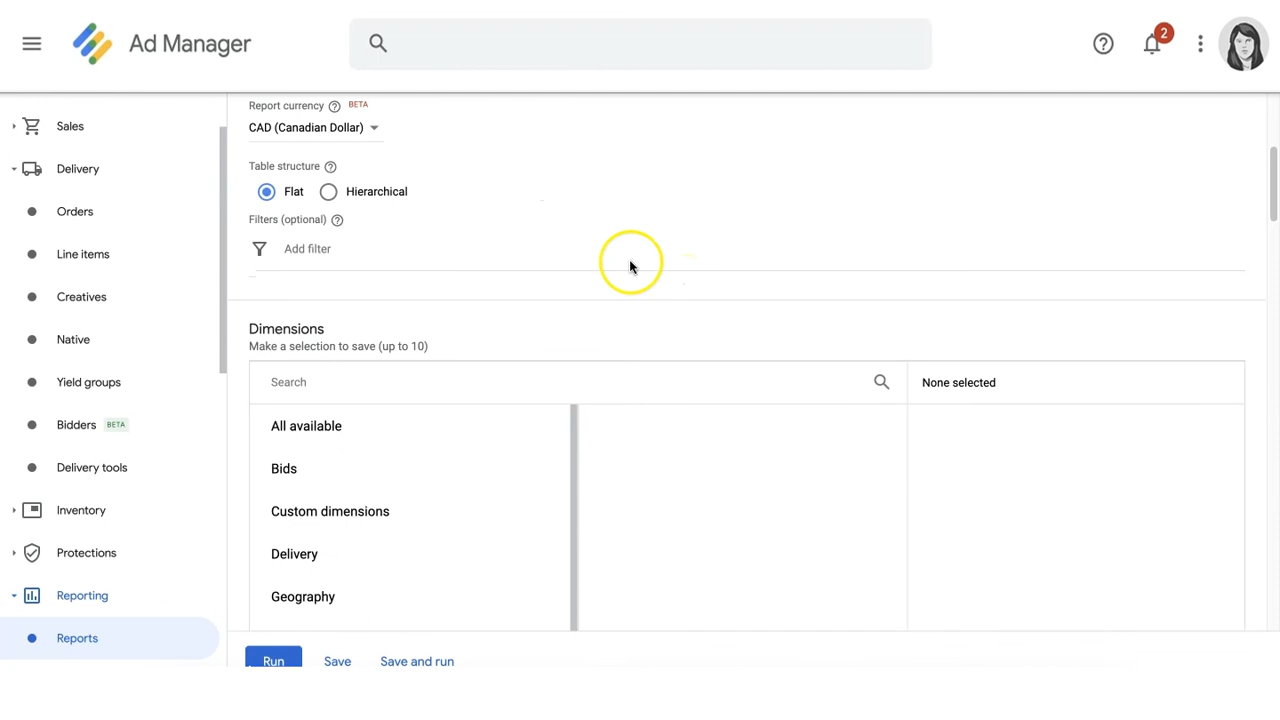 Ad Manager
2
Sales
Delivery
Orders
Line items
Creatives
Native
Yield groups
Bidders BETA
Delivery tools
Inventory
Protections
Reporting
Reports
Report currency BETA
CAD (Canadian Dollar)
Table structure
Flat Hierarchical
Filters (optional)
Add filter
Dimensions
Make a selection to save (up to 10)
Search None selected
All available
Bids
Custom dimensions
Delivery
Geography
Run Save Save and run